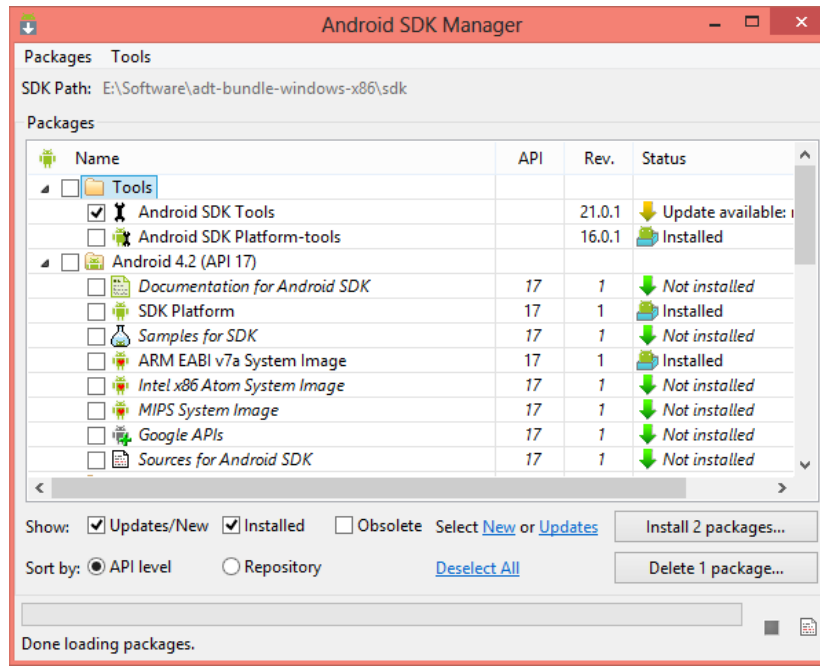 Android SDK Manager
Packages Tools
SDK Path: E:\Software\adt-bundle-windows-x86\sdk
Packages
Name API Rev. Status
Tools
Android SDK Tools 21.0.1 Update available:
Android SDK Platform-tools 16.0.1 Installed
Android 4.2 (API 17)
Documentation for Android SDK 17 1 Not installed
SDK Platform 17 1 Installed
Samples for SDK 17 1 Not installed
ARM EABI v7a System Image 17 1 Installed
Intel x86 Atom System Image 17 1 Not installed
MIPS System Image 17 1 Not installed
Google APIs 17 1 Not installed
Sources for Android SDK 17 1 Not installed
Show: Updates/New Installed Obsolete Select New or Updates Install 2 packages...
Sort by: API level Repository Deselect All Delete 1 package...
Done loading packages.